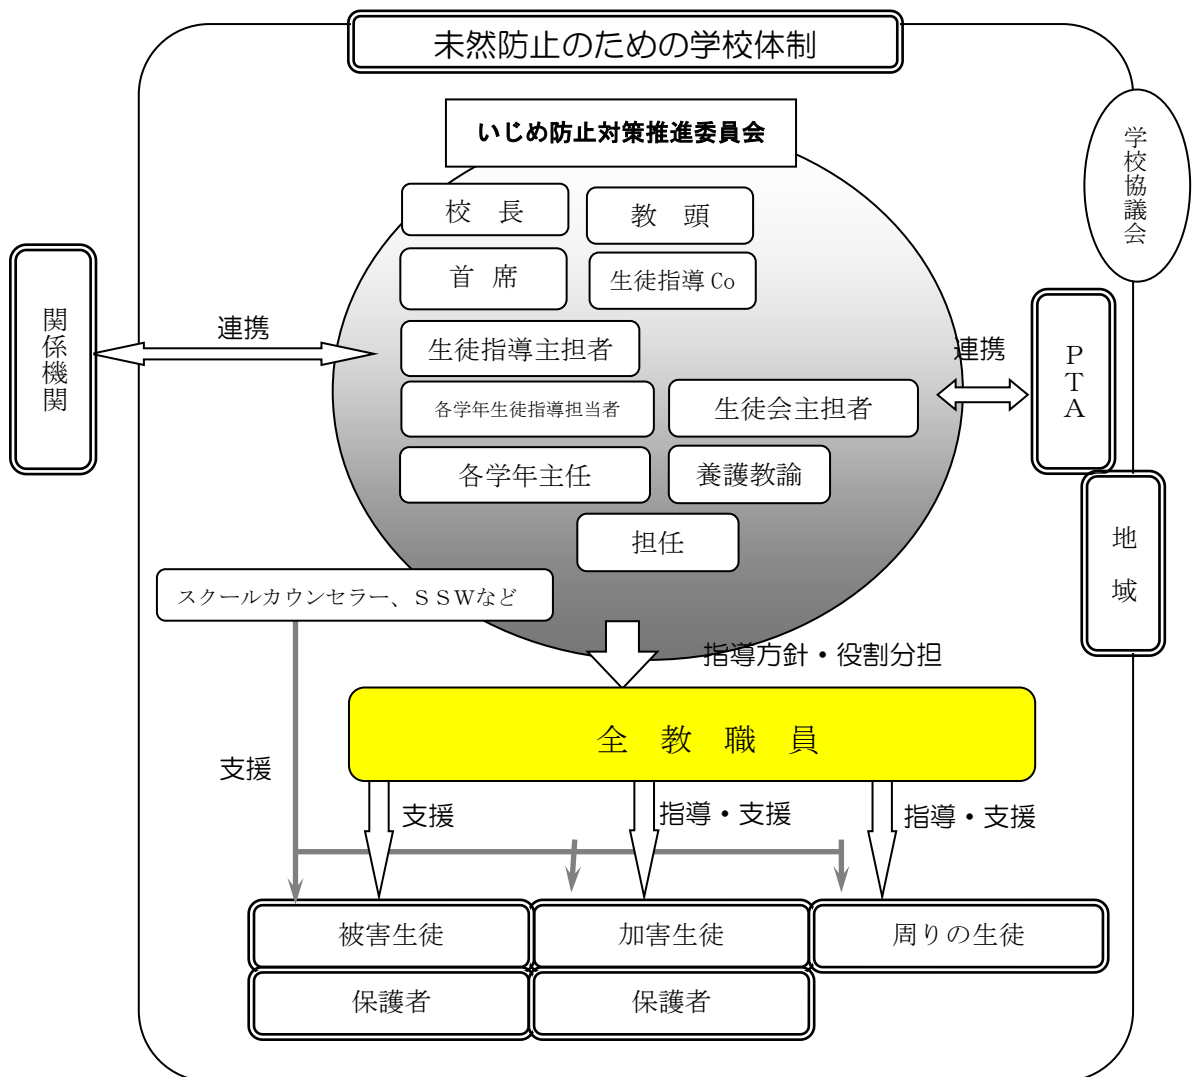 未然防止のための学校体制
いじめ防止対策推進委員会
学校協議会
校 長
教 頭
首 席
生徒指導 Co
関係機関
連携
生徒指導主担者
連携
PTA
各学年生徒指導担当者
生徒会主担者
各学年主任
養護教諭
担任
地 域
スクールカウンセラー、SSWなど
指導方針・役割分担
全 教 職 員
支援
支援
指導・支援
指導・支援
被害生徒
加害生徒
周りの生徒
保護者
保護者